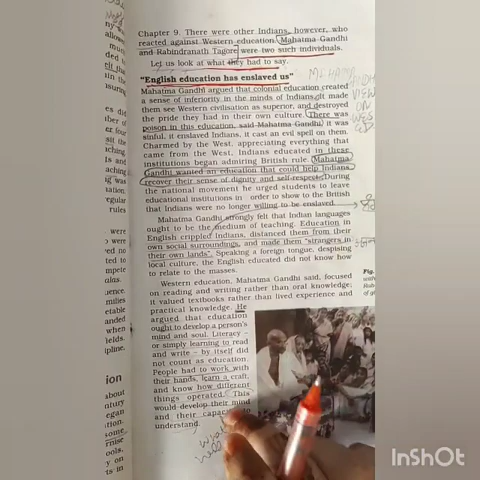 Chapter 9. There were other Indians, however, who
reacted against Western education. Mahatma Gandhi
and Rabindranath Tagore were two such individuals.
Let us look at what they had to say.
"English education has enslaved us"
Mahatma Gandhi argued that colonial education created
a sense of inferiority in the minds of Indians. It made
them see Western civilisation as superior, and destroyed
the pride they had in their own culture. There was
poison in this education, said Mahatma Gandhi, it was
sinful, it enslaved Indians, it cast an evil spell on them.
Charmed by the West, appreciating everything that
came from the West, Indians educated in these
institutions began admiring British rule. Mahatma
Gandhi wanted an education that could help Indians
recover their sense of dignity and self-respect. During
the national movement he urged students to leave
educational institutions in order to show to the British
that Indians were no longer willing to be enslaved.
Mahatma Gandhi strongly felt that Indian languages
ought to be the medium of teaching. Education in
English crippled Indians, distanced them from their
own social surroundings, and made them "strangers in
their own lands". Speaking a foreign tongue, despising
local culture, the English educated did not know how
to relate to the masses.
Western education, Mahatma Gandhi said, focused
on reading and writing rather than oral knowledge;
it valued textbooks rather than lived experience and
practical knowledge. He
argued that education
ought to develop a person's
mind and soul. Literacy –
or simply learning to read
and write – by itself did
not count as education.
People had to work with
their hands, learn a craft,
and know how different
things operated. This
would develop their mind
and their capacity to
understand.
Fig.
InShOt